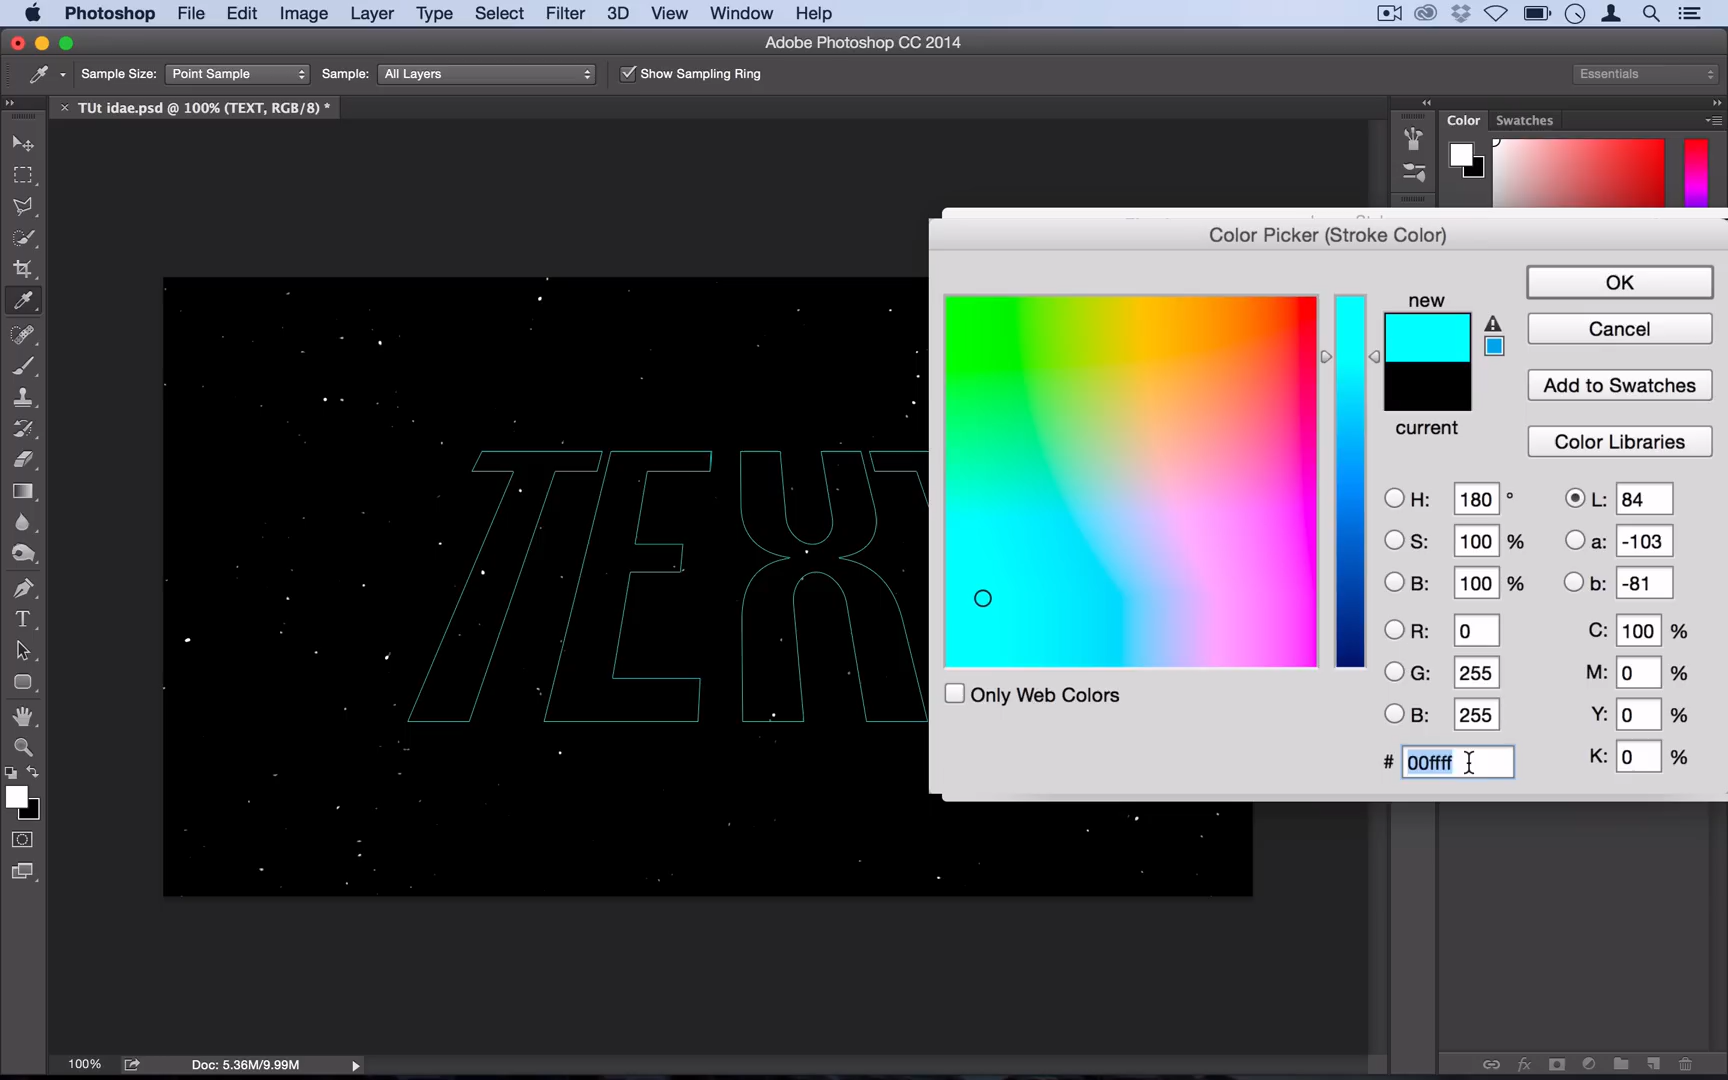 Photoshop File Edit Image Layer Type Select Filter 3D View Window Help
Adobe Photoshop CC 2014
Sample Size: Point Sample Sample: All Layers Show Sampling Ring Essentials
TUt idae.psd @ 100% (TEXT, RGB/8) *
Color Swatches
Color Picker (Stroke Color)
new
current
OK
Cancel
Add to Swatches
Color Libraries
TEX
H: 180 ° L: 84
S: 100 % a: -103
B: 100 % b: -81
R: 0 C: 100 %
G: 255 M: 0 %
B: 255 Y: 0 %
# 00ffff K: 0 %
Only Web Colors
T
100% Doc: 5.36M/9.99M
fx